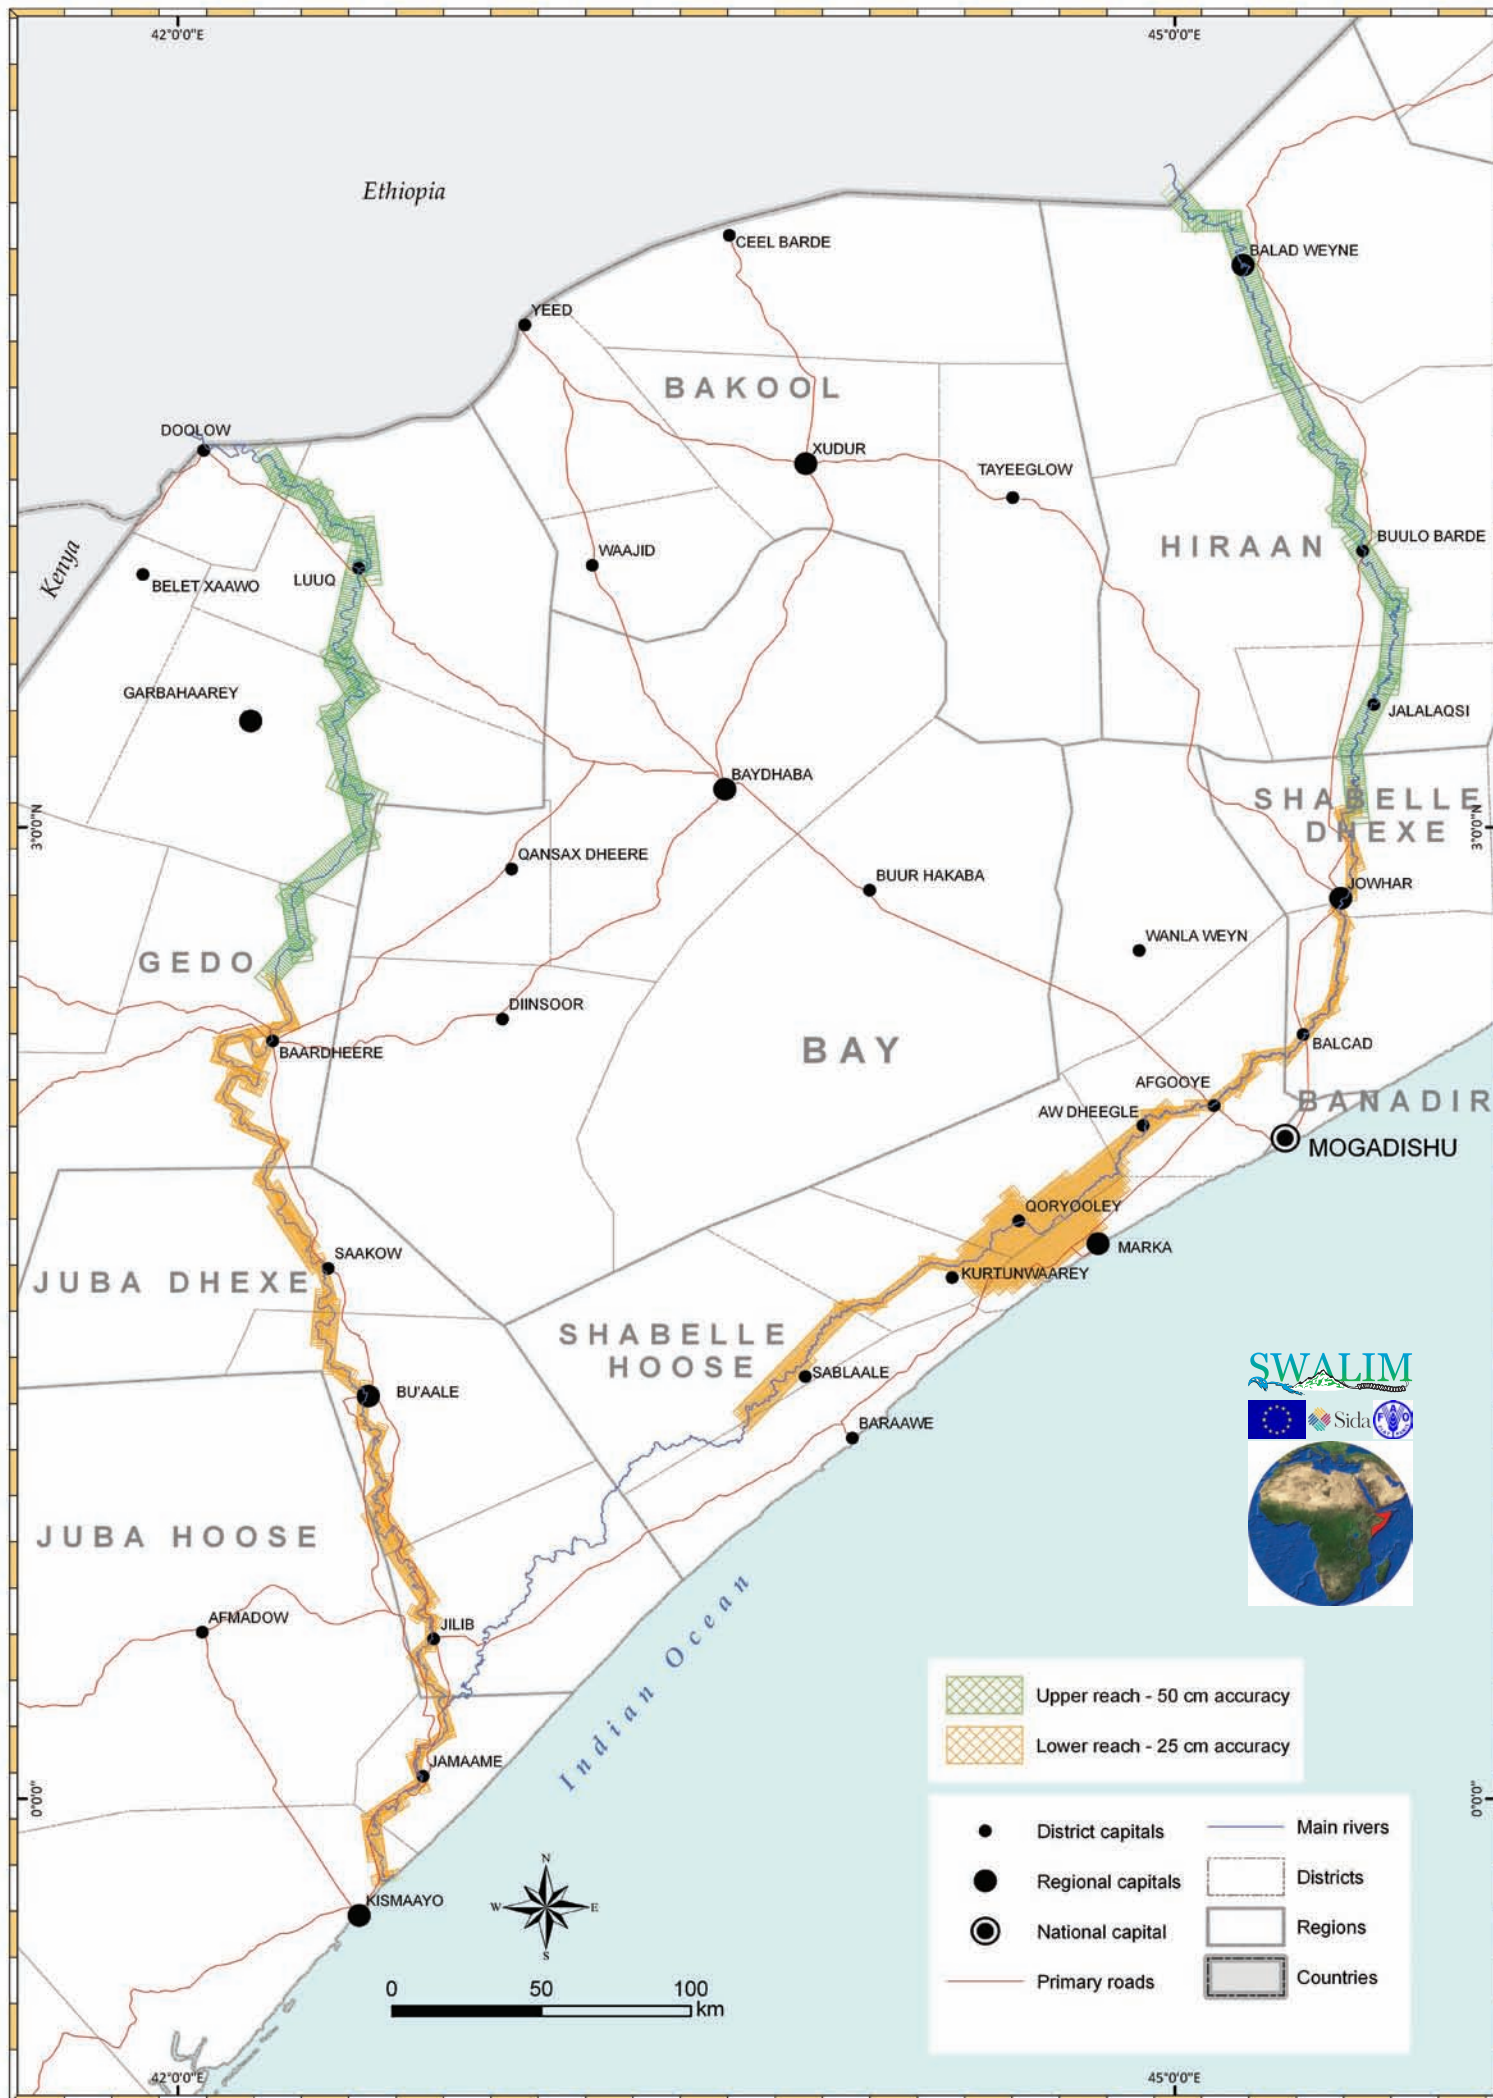 42°0'0"E
45°0'0"E
Ethiopia
CEEL BARDE
BALAD WEYNE
YEED
BAKOOL
DOOLOW
XUDUR
TAYEEGLOW
HIRAAN
BUULO BARDE
WAAJID
Kenya
BELET XAAWO
LUUQ
GARBAHAAREY
JALALAQSI
BAYDHABA
SHABELLE
DHEXE
3°0'0"N
3°0'0"N
QANSAX DHEERE
BUUR HAKABA
JOWHAR
WANLA WEYN
GEDO
DIINSOOR
BAARDHEERE
BAY
BALCAD
AFGOOYE
BANADIR
AW DHEEGLE
MOGADISHU
QORYOOLEY
MARKA
SAAKOW
KURTUNWAAREY
JUBA DHEXE
SHABELLE
HOOSE
SABLAALE
BU'AALE
BARAAWE
SWALIM
Sida
FAO
FIAT PANIS
JUBA HOOSE
AFMADOW
JILIB
Indian Ocean
JAMAAME
0°0'0"
0°0'0"
KISMAAYO
Upper reach - 50 cm accuracy
Lower reach - 25 cm accuracy
District capitals
Main rivers
Regional capitals
Districts
National capital
Regions
Primary roads
Countries
N
W
E
S
0
50
100
km
42°0'0"E
45°0'0"E